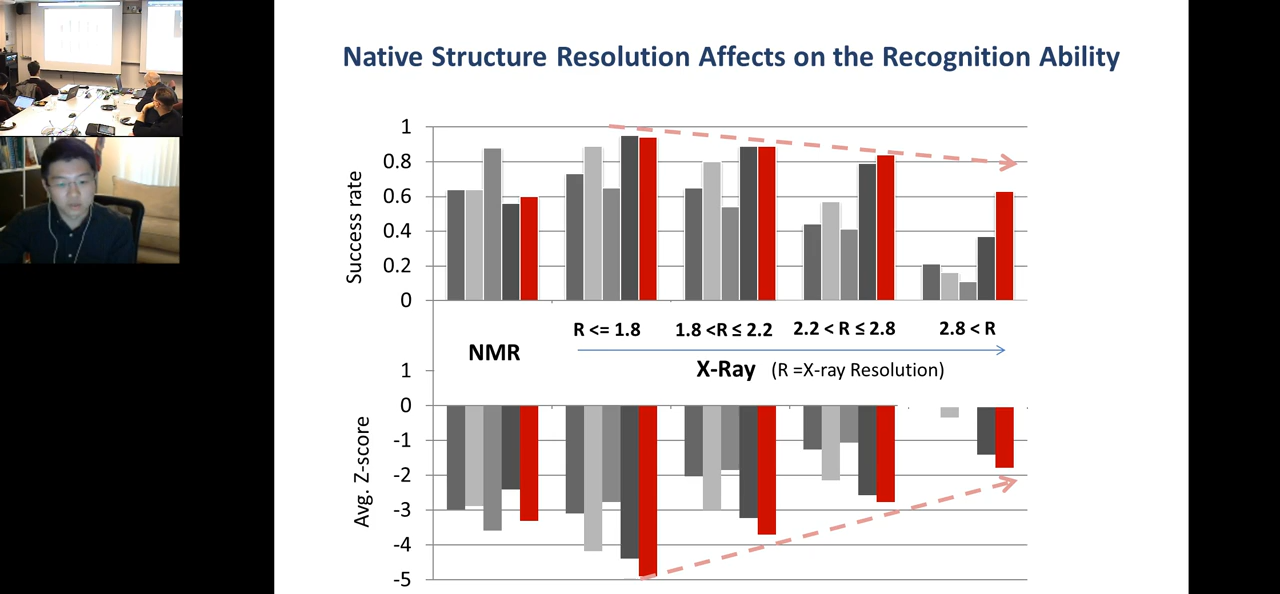 Native Structure Resolution Affects on the Recognition Ability
Success rate
1
0.8
0.6
0.4
0.2
0
NMR
R <= 1.8
1.8 <R ≤ 2.2
2.2 < R ≤ 2.8
2.8 < R
X-Ray (R =X-ray Resolution)
Avg. Z-score
1
0
-1
-2
-3
-4
-5